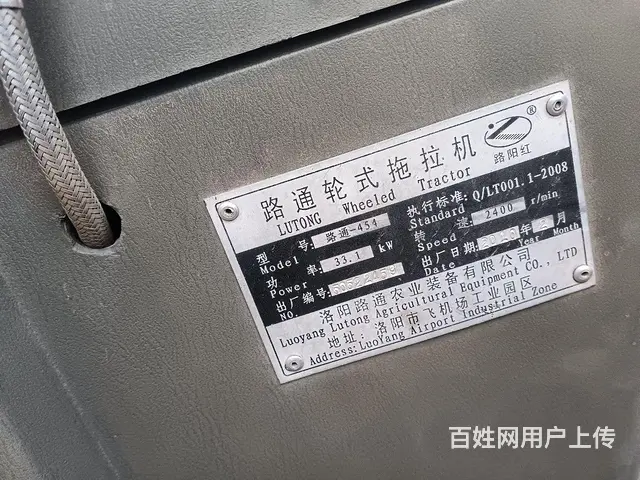 路通轮式拖拉机 ® 路阳红
LUTONG Wheeled Tractor
型号: 路通-454 执行标准: Q/LT001.1-2008
Model Standard
功率: 33.1 kW 转速: 2400 r/min
Power Speed
出厂编号: 出厂日期: 年 月
NO. Date Year Month
洛阳路通农业装备有限公司
Luoyang Lutong Agricultural Equipment CO., LTD
地址: 洛阳市飞机场工业园区
Address: LuoYang Airport Industrial Zone
百姓网用户上传